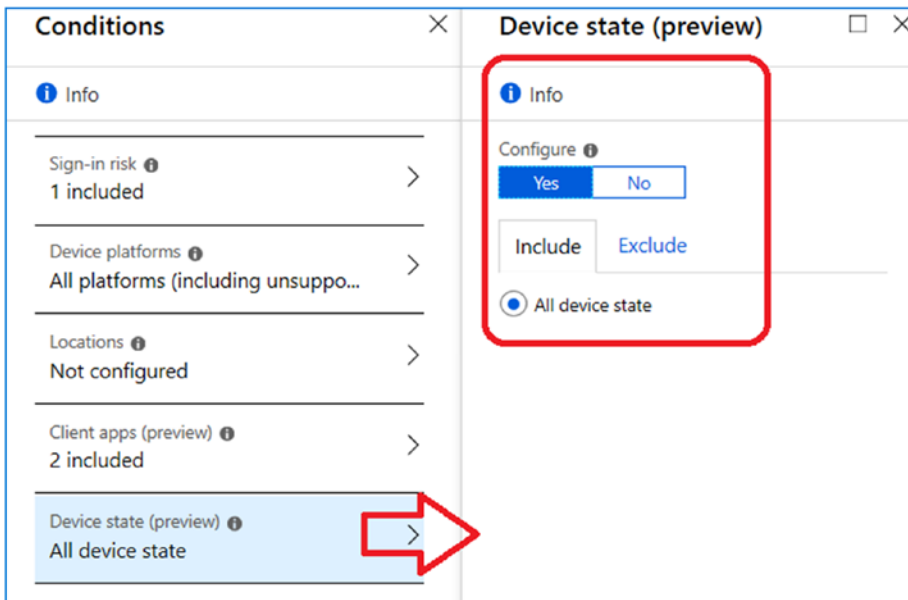 Conditions
Info
Sign-in risk
1 included
Device platforms
All platforms (including unsuppo...
Locations
Not configured
Client apps (preview)
2 included
Device state (preview)
All device state
Device state (preview)
Info
Configure
Yes No
Include Exclude
All device state